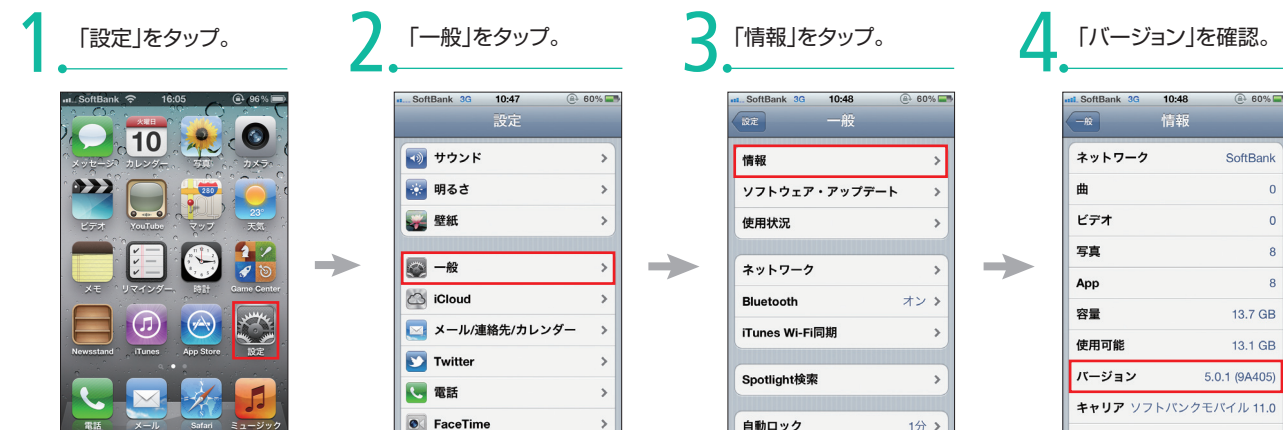 1. 「設定」をタップ。
SoftBank 16:05 96%
火曜日
10
メッセージ カレンダー 写真 カメラ
280
23°
ビデオ YouTube マップ 天気
メモ リマインダー 時計 Game Center
Newsstand iTunes App Store 設定
電話 メール Safari ミュージック
2. 「一般」をタップ。
SoftBank 3G 10:47 60%
設定
サウンド
明るさ
壁紙
一般
iCloud
メール/連絡先/カレンダー
Twitter
電話
FaceTime
3. 「情報」をタップ。
SoftBank 3G 10:48 60%
設定 一般
情報
ソフトウェア・アップデート
使用状況
ネットワーク
Bluetooth オン
iTunes Wi-Fi同期
Spotlight検索
自動ロック 1分
4. 「バージョン」を確認。
SoftBank 3G 10:48 60%
一般 情報
ネットワーク SoftBank
曲 0
ビデオ 0
写真 8
App 8
容量 13.7 GB
使用可能 13.1 GB
バージョン 5.0.1 (9A405)
キャリア ソフトバンクモバイル 11.0